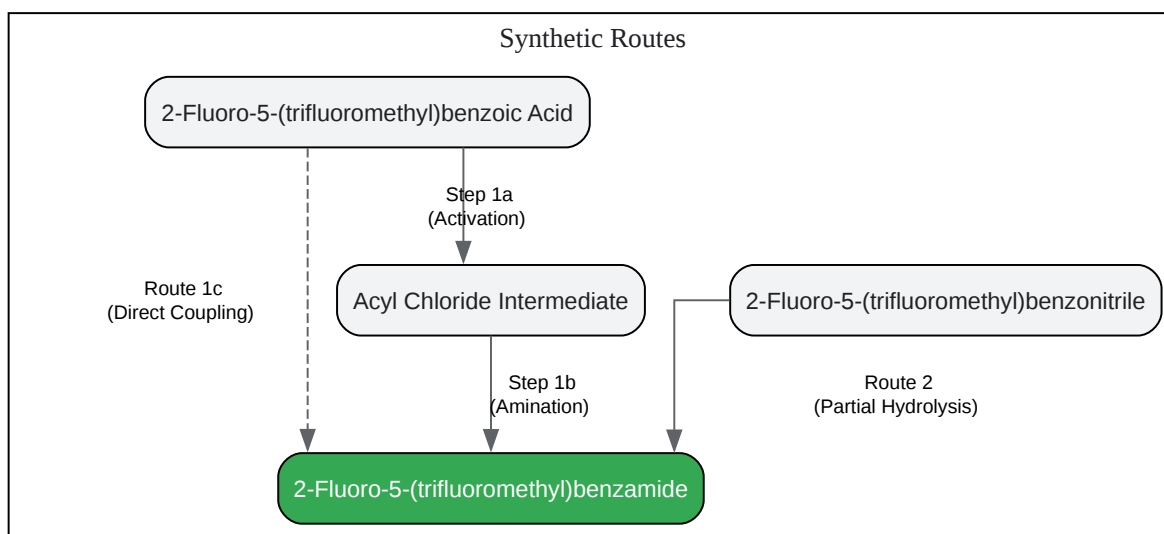 Synthetic Routes
2-Fluoro-5-(trifluoromethyl)benzoic Acid
Step 1a
(Activation)
Route 1c
(Direct Coupling)
Acyl Chloride Intermediate
2-Fluoro-5-(trifluoromethyl)benzonitrile
Step 1b
(Amination)
Route 2
(Partial Hydrolysis)
2-Fluoro-5-(trifluoromethyl)benzamide